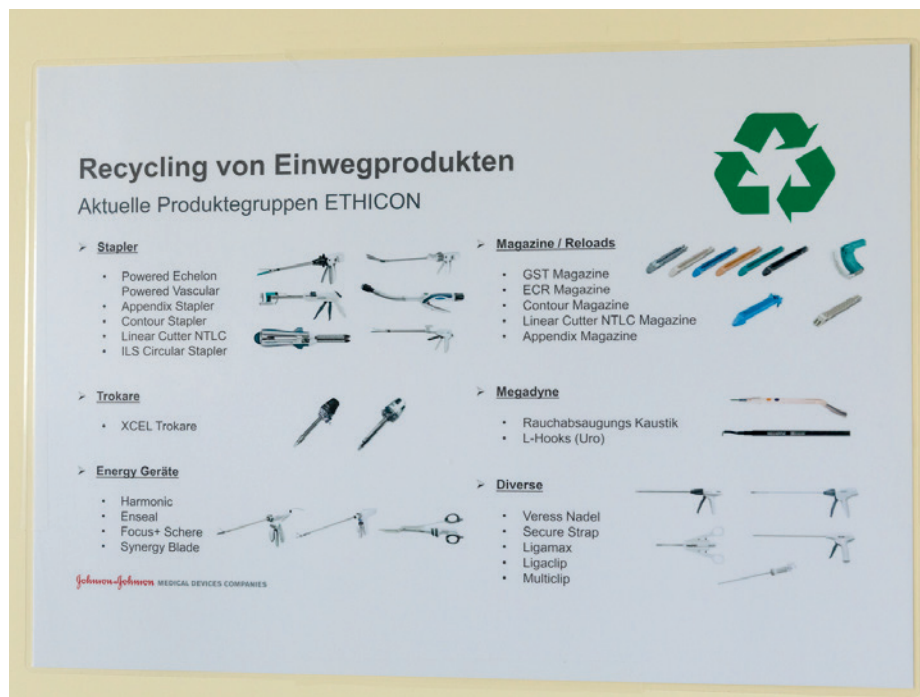 Recycling von Einwegprodukten
Aktuelle Produktegruppen ETHICON
Stapler
Powered Echelon
Powered Vascular
Appendix Stapler
Contour Stapler
Linear Cutter NTLC
ILS Circular Stapler
Trokare
XCEL Trokare
Energy Geräte
Harmonic
Enseal
Focus+ Schere
Synergy Blade
Magazine / Reloads
GST Magazine
ECR Magazine
Contour Magazine
Linear Cutter NTLC Magazine
Appendix Magazine
Megadyne
Rauchabsaugungs Kaustik
L-Hooks (Uro)
Diverse
Veress Nadel
Secure Strap
Ligamax
Ligaclip
Multiclip
Johnson&Johnson MEDICAL DEVICES COMPANIES